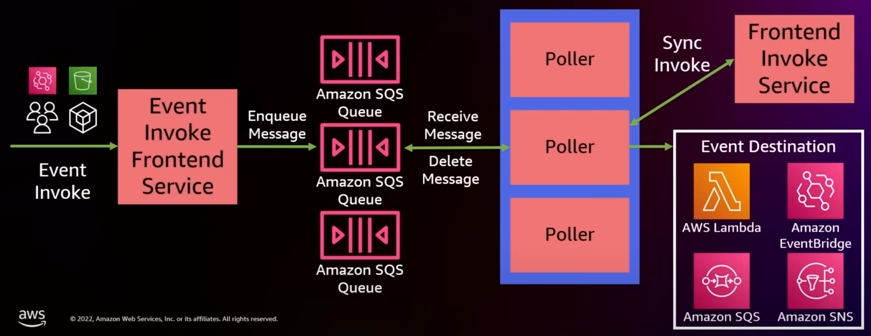 Event
Invoke
Event
Invoke
Frontend
Service
Enqueue
Message
Amazon SQS
Queue
Amazon SQS
Queue
Amazon SQS
Queue
Receive
Message
Delete
Message
Poller
Poller
Poller
Sync
Invoke
Frontend
Invoke
Service
Event Destination
AWS Lambda
Amazon
EventBridge
Amazon SQS
Amazon SNS
aws
© 2022, Amazon Web Services, Inc. or its affiliates. All rights reserved.